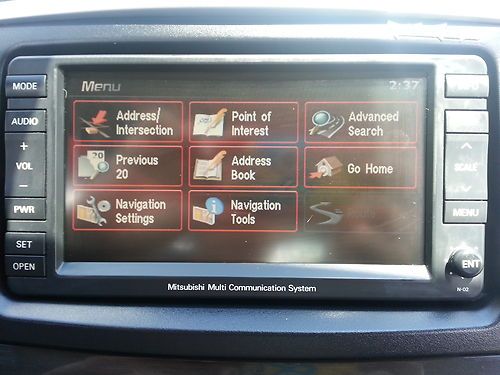 MODE
AUDIO
+
VOL
−
PWR
SET
OPEN
Menu
2:37
Address/
Intersection
Point of
Interest
Advanced
Search
Previous
20
Address
Book
Go Home
Navigation
Settings
Navigation
Tools
Route
SCALE
MENU
ENT
N-02
Mitsubishi Multi Communication System